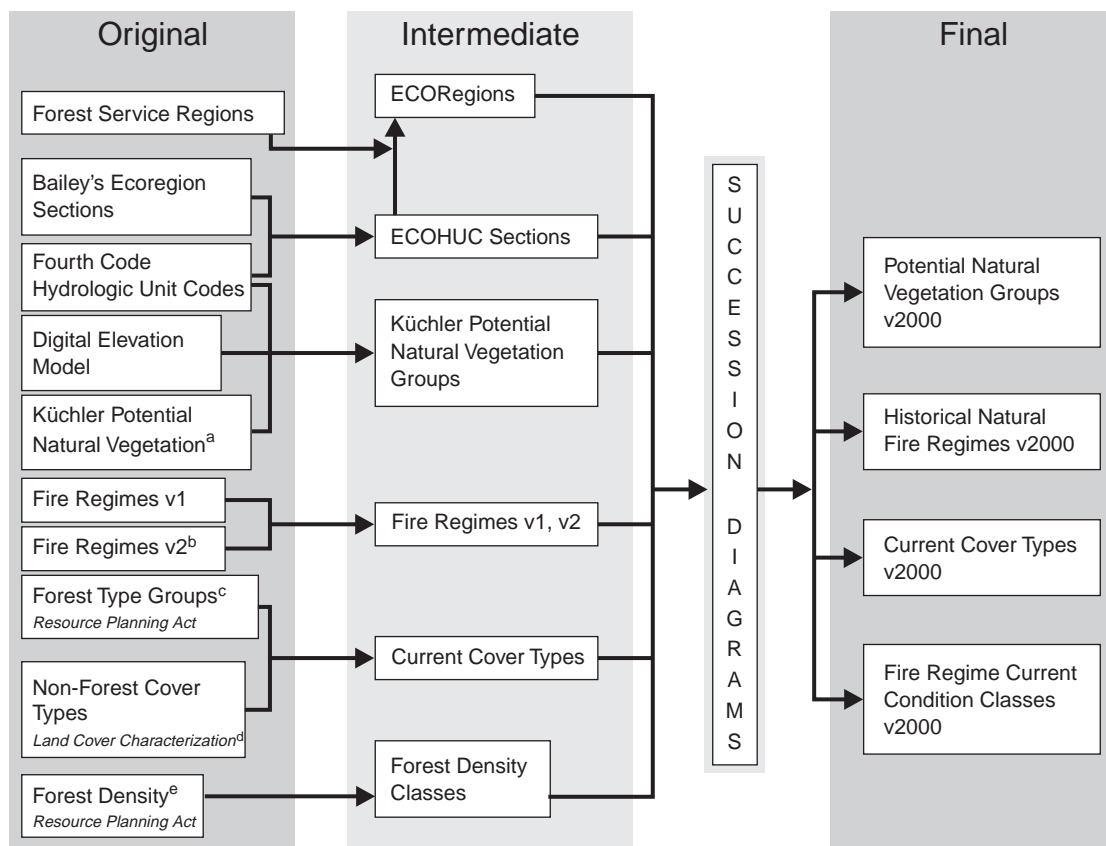 Original
Intermediate
Final
Forest Service Regions
Bailey’s Ecoregion
Sections
Fourth Code
Hydrologic Unit Codes
Digital Elevation
Model
Küchler Potential
Natural Vegetationa
Fire Regimes v1
Fire Regimes v2b
Forest Type Groupsc
Resource Planning Act
Non-Forest Cover
Types
Land Cover Characterizationd
Forest Densitye
Resource Planning Act
ECORegions
ECOHUC Sections
Küchler Potential
Natural Vegetation
Groups
Fire Regimes v1, v2
Current Cover Types
Forest Density
Classes
SUCCESSION DIAGRAMS
Potential Natural
Vegetation Groups
v2000
Historical Natural
Fire Regimes v2000
Current Cover Types
v2000
Fire Regime Current
Condition Classes
v2000